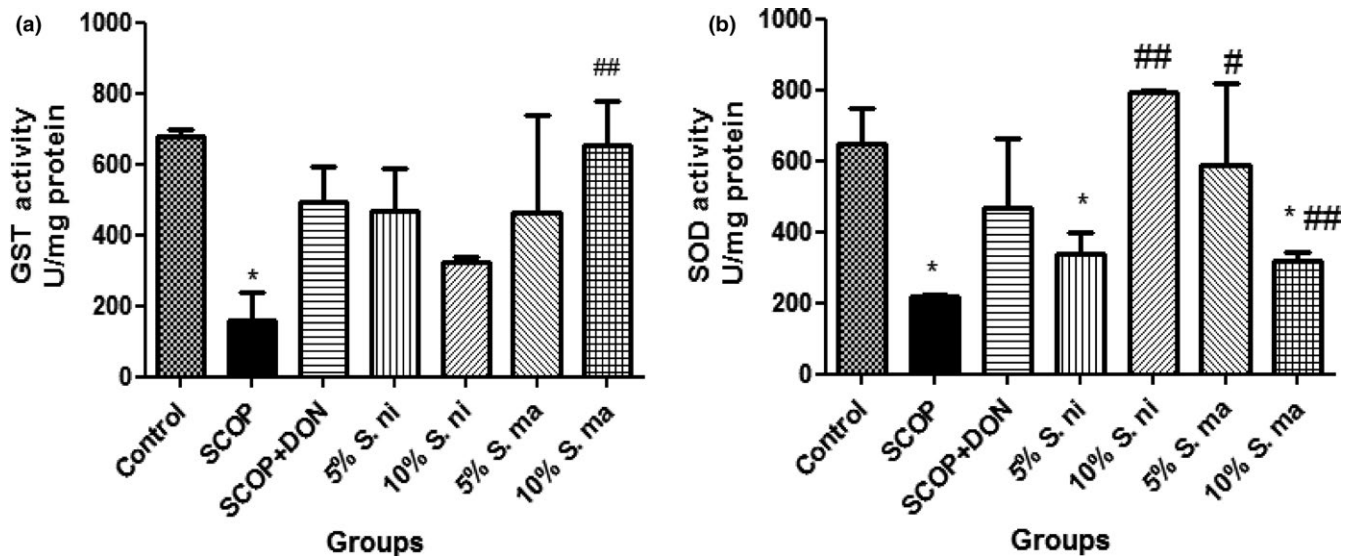 (a)
1000
800
600
400
200
0
GST activity
U/mg protein
*
##
Control
SCOP
SCOP+DON
5% S. ni
10% S. ni
5% S. ma
10% S. ma
Groups
(b)
1000
800
600
400
200
0
SOD activity
U/mg protein
*
*
##
#
* ##
Control
SCOP
SCOP+DON
5% S. ni
10% S. ni
5% S. ma
10% S. ma
Groups